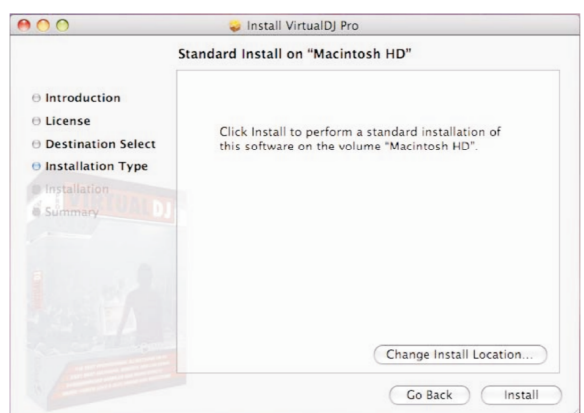 Install VirtualDJ Pro
Standard Install on "Macintosh HD"
Introduction
License
Destination Select
Installation Type
Installation
Summary
Click Install to perform a standard installation of
this software on the volume "Macintosh HD".
VIRTUALDJ
Change Install Location...
Go Back
Install